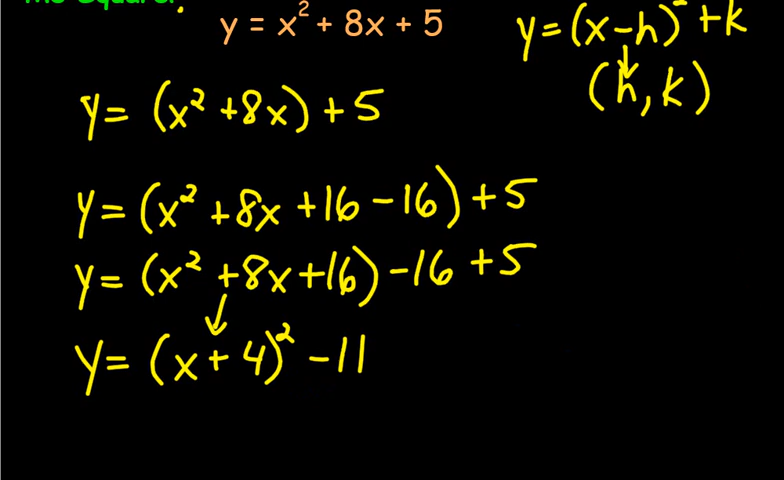 The Square.
y = x² + 8x + 5
y = (x-h)² + k
(h, k)
y = (x² + 8x) + 5
y = (x² + 8x + 16 - 16) + 5
y = (x² + 8x + 16) - 16 + 5
y = (x + 4)² - 11